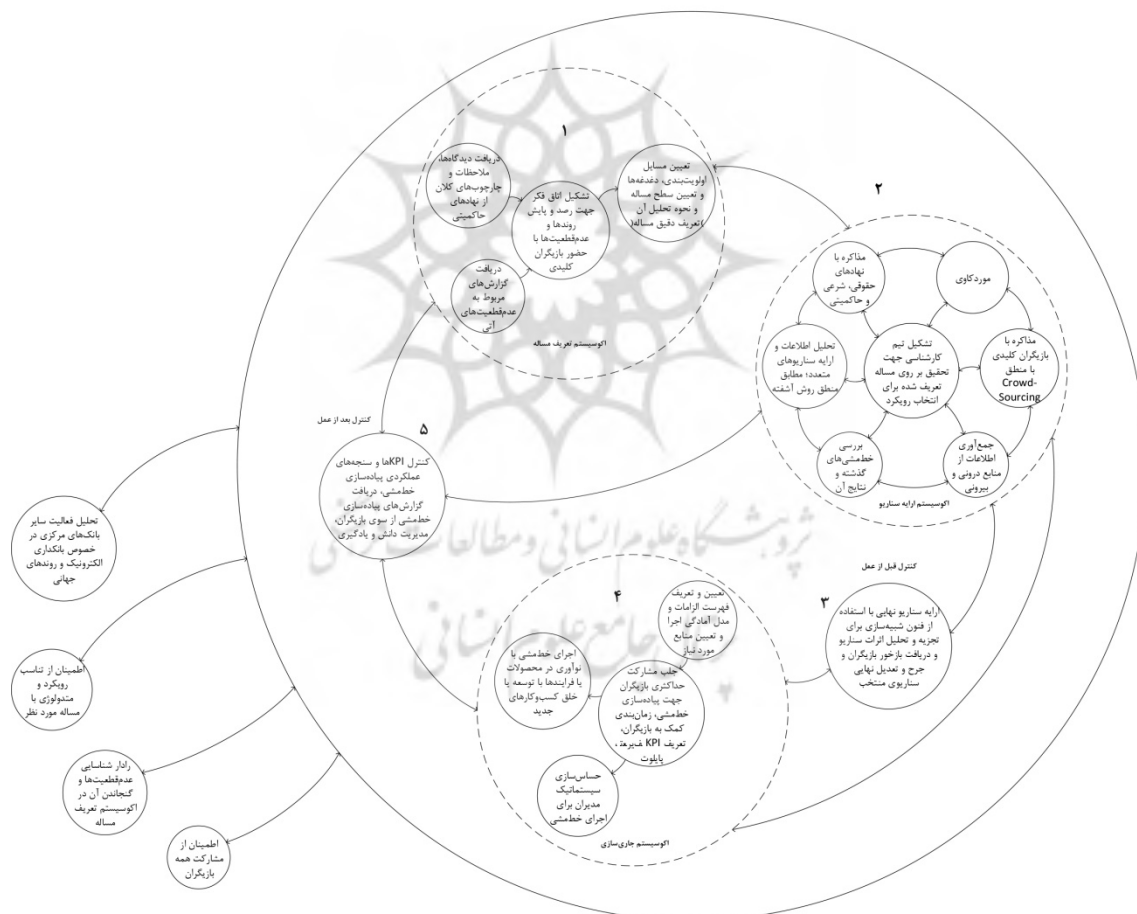 ۱
دریافت دیدگاه‌ها،
ملاحظات و
چارچوب‌های کلان
از نهادهای
حاکمیتی
تشکیل اتاق فکر
جهت رصد و پایش
روندها و
عدم‌قطعیت‌ها با
حضور بازیگران
کلیدی
تعیین مسایل
اولویت‌بندی، دغدغه‌ها
و تعیین سطح مساله
و نحوه تحلیل آن
)تعریف دقیق مساله(
دریافت
گزارش‌های
مربوط به
عدم‌قطعیت‌های
آتی
اکوسیستم تعریف مساله
۲
مذاکره با
نهادهای
حقوقی، شرعی
و حاکمیتی
موردکاوی
تحلیل اطلاعات و
ارایه سناریوهای
متعدد؛ مطابق
منطق روش آشفته
تشکیل تیم
کارشناسی جهت
تحقیق بر روی مساله
تعریف شده برای
انتخاب رویکرد
مذاکره با
بازیگران کلیدی
با منطق
Crowd-
Sourcing
بررسی
خط‌مشی‌های
گذشته و
نتایج آن
جمع‌آوری
اطلاعات از
منابع درونی و
بیرونی
اکوسیستم ارایه سناریو
کنترل قبل از عمل
۳
ارایه سناریو نهایی با استفاده
از فنون شبیه‌سازی برای
تجزیه و تحلیل اثرات سناریو
و دریافت بازخور بازیگران و
جرح و تعدیل نهایی
سناریوی منتخب
۴
تعیین و تعریف
فهرست الزامات و
مدل آمادگی اجرا
و تعیین منابع
مورد نیاز
اجرای خط‌مشی با
نوآوری در محصولات
یا فرایندها با توسعه یا
خلق کسب‌وکارهای
جدید
جلب مشارکت
حداکثری بازیگران
جهت پیاده‌سازی
خط‌مشی، زمان‌بندی
کمک به بازیگران،
تعریف KPI
پایلوت
حساس‌سازی
سیستماتیک
مدیران برای
اجرای خط‌مشی
اکوسیستم جاری‌سازی
کنترل بعد از عمل
۵
کنترل KPIها و سنجه‌های
عملکردی پیاده‌سازی
خط‌مشی، دریافت
گزارش‌های پیاده‌سازی
خط‌مشی از سوی بازیگران،
مدیریت دانش و یادگیری
تحلیل فعالیت سایر
بانک‌های مرکزی در
خصوص بانکداری
الکترونیک و روندهای
جهانی
اطمینان از تناسب
رویکرد و
متدولوژی با
مساله مورد نظر
رادار شناسایی
عدم‌قطعیت‌ها و
گنجاندن آن در
اکوسیستم تعریف
مساله
اطمینان از
مشارکت همه
بازیگران
پژوهشگاه علوم انسانی و مطالعات فرهنگی
پرتال جامع علوم انسانی